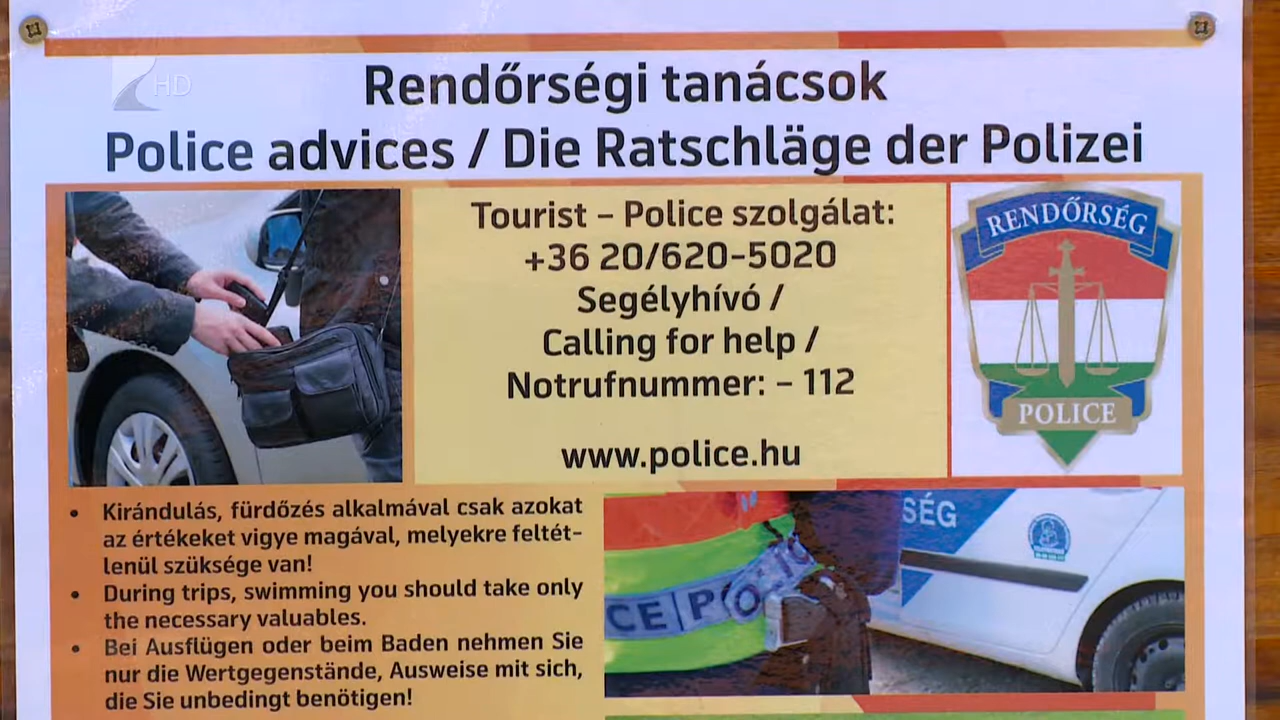 HD
Rendőrségi tanácsok
Police advices / Die Ratschläge der Polizei
Tourist – Police szolgálat:
+36 20/620-5020
Segélyhívó /
Calling for help /
Notrufnummer: – 112
www.police.hu
RENDŐRSÉG
POLICE
• Kirándulás, fürdőzés alkalmával csak azokat
az értékeket vigye magával, melyekre feltét-
lenül szüksége van!
• During trips, swimming you should take only
the necessary valuables.
• Bei Ausflügen oder beim Baden nehmen Sie
nur die Wertgegenstände, Ausweise mit sich,
die Sie unbedingt benötigen!
SÉG
CE|POLIC